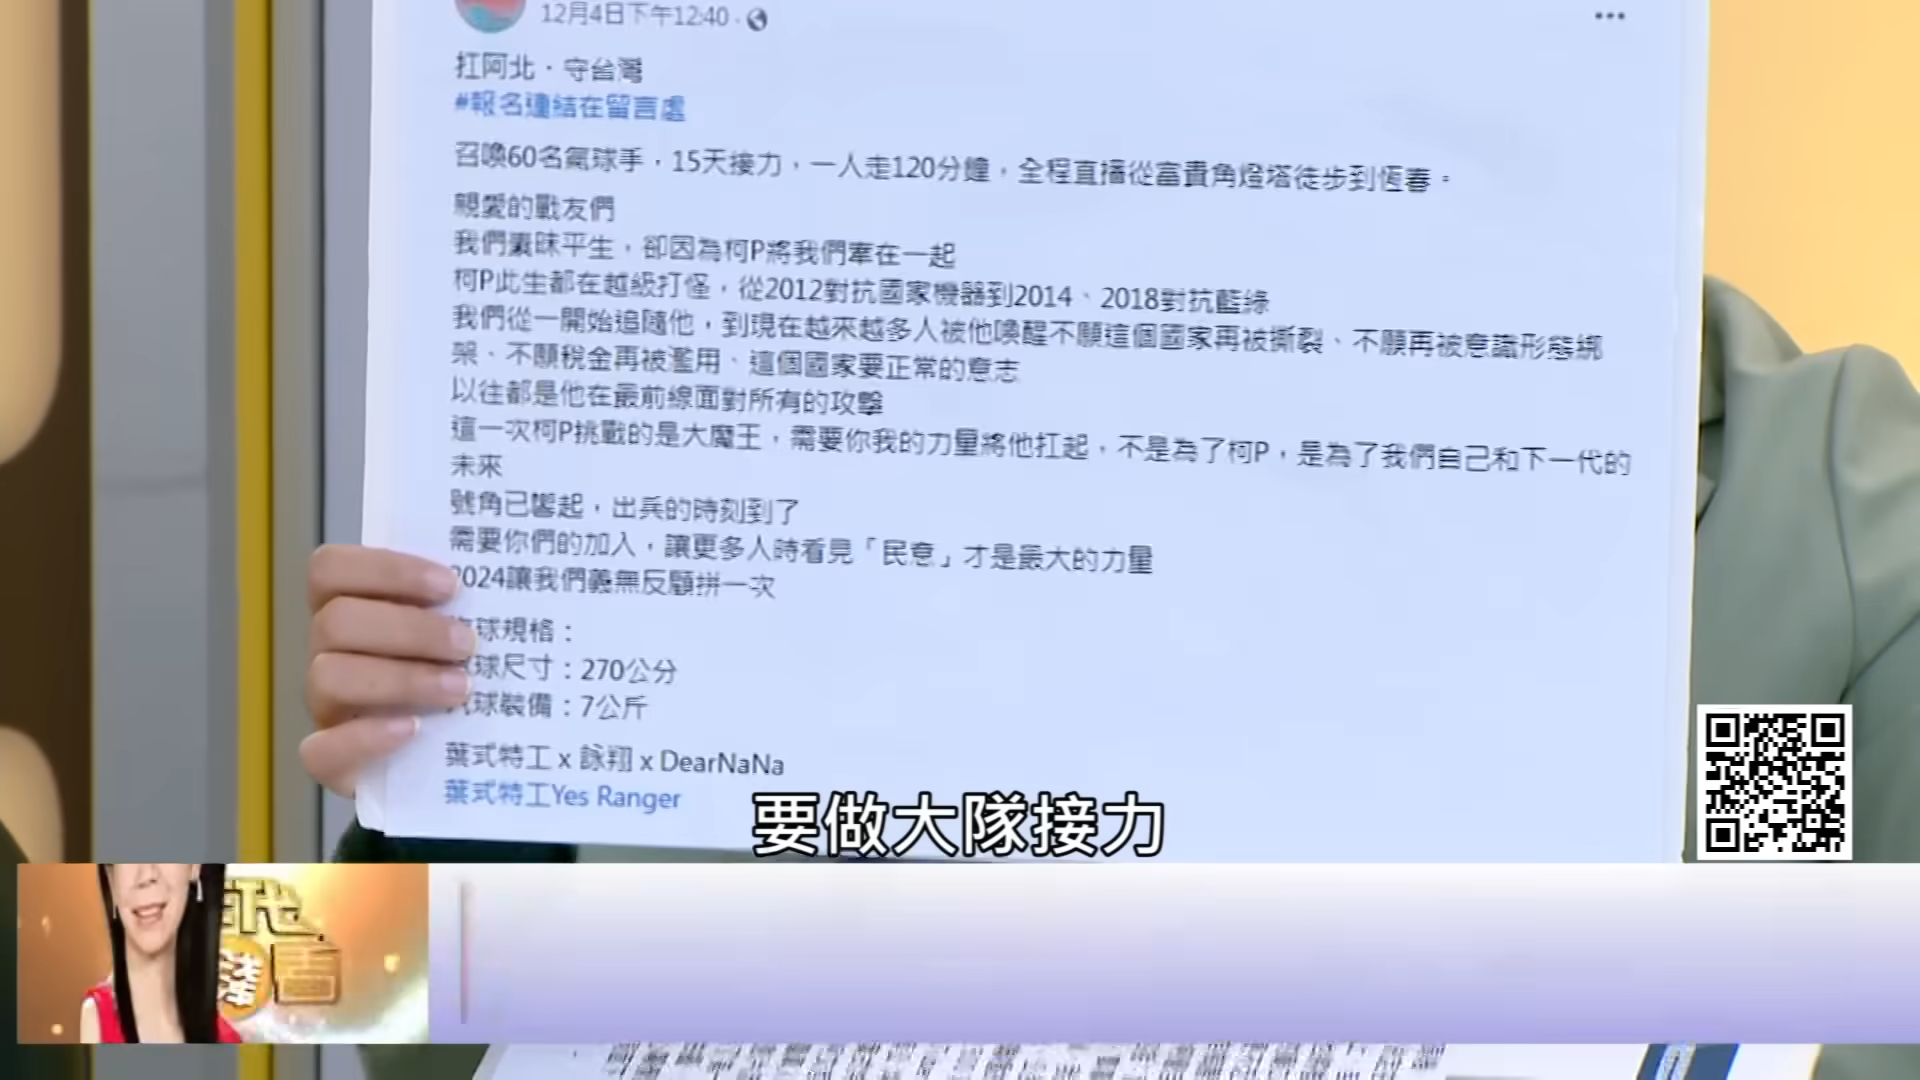 12月4日下午12:40
扛阿北・守台灣
#報名連結在留言處
召喚60名氣球手，15天接力，一人走120分鐘，全程直播從富貴角燈塔徒步到恆春。
親愛的戰友們
我們素昧平生，卻因為柯P將我們牽在一起
柯P此生都在越級打怪，從2012對抗國家機器到2014、2018對抗藍綠
我們從一開始追隨他，到現在越來越多人被他喚醒不願這個國家再被撕裂、不願再被意識形態綁
架、不願稅金再被濫用、這個國家要正常的意志
以往都是他在最前線面對所有的攻擊
這一次柯P挑戰的是大魔王，需要你我的力量將他扛起，不是為了柯P，是為了我們自己和下一代的
未來
號角已響起，出兵的時刻到了
需要你們的加入，讓更多人時看見「民意」才是最大的力量
2024讓我們義無反顧拼一次
球規格：
球尺寸：270公分
球裝備：7公斤
葉式特工 x 詠翔 x DearNaNa
葉式特工Yes Ranger
要做大隊接力